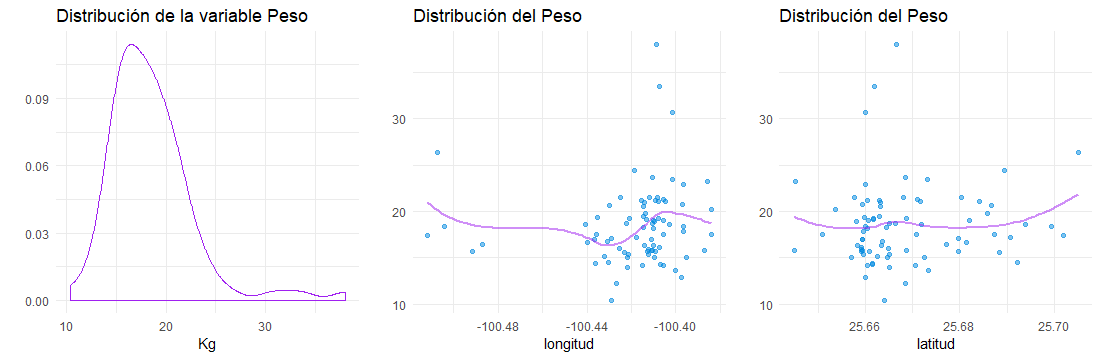 Distribución de la variable Peso
0.09
0.06
0.03
0.00
10 20 30
Kg
Distribución del Peso
30
20
10
-100.48 -100.44 -100.40
longitud
Distribución del Peso
30
20
10
25.66 25.68 25.70
latitud